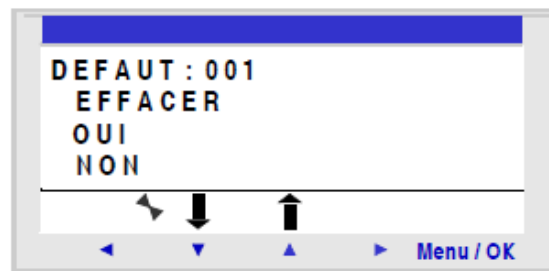 DEFAUT : 001
EFFACER
OUI
NON
Menu / OK